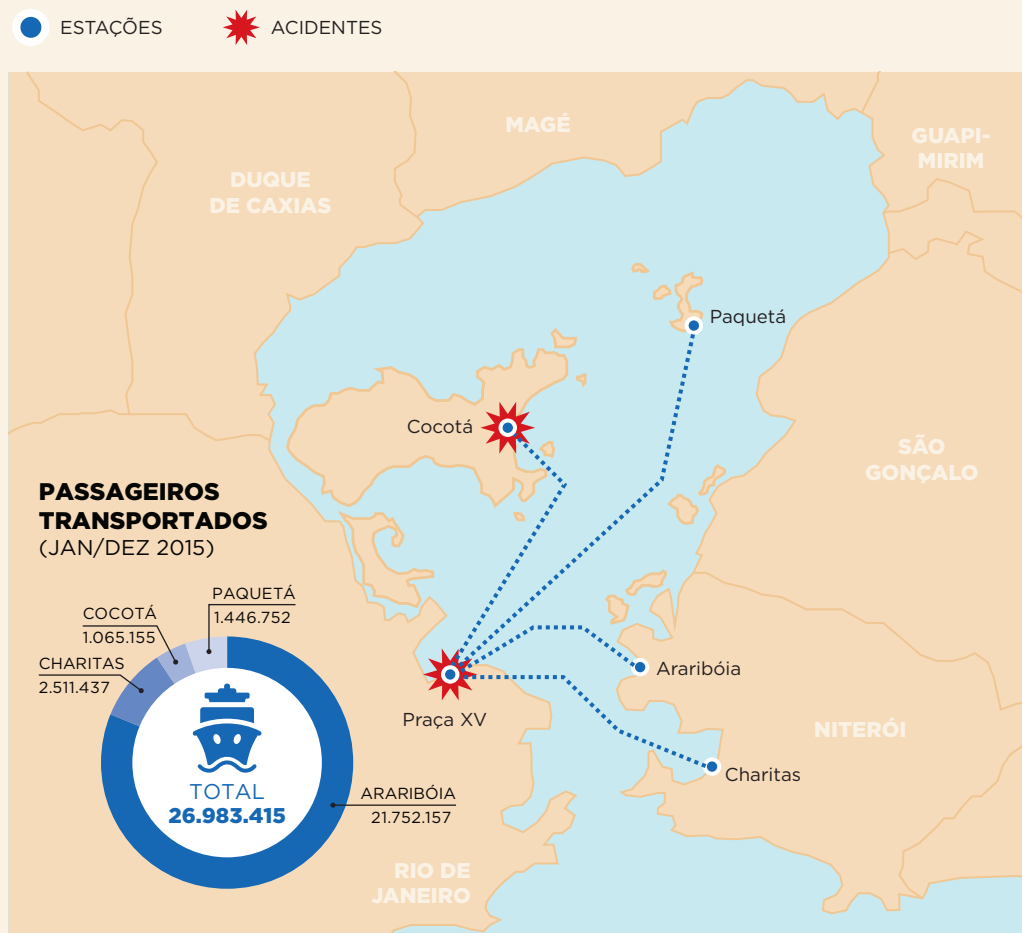 ESTAÇÕES
ACIDENTES
MAGÉ
GUAPI-
MIRIM
DUQUE
DE CAXIAS
Paquetá
Cocotá
SÃO
GONÇALO
PASSAGEIROS
TRANSPORTADOS
(JAN/DEZ 2015)
PAQUETÁ
1.446.752
COCOTÁ
1.065.155
CHARITAS
2.511.437
Araribóia
Praça XV
NITERÓI
Charitas
TOTAL
26.983.415
ARARIBÓIA
21.752.157
RIO DE
JANEIRO